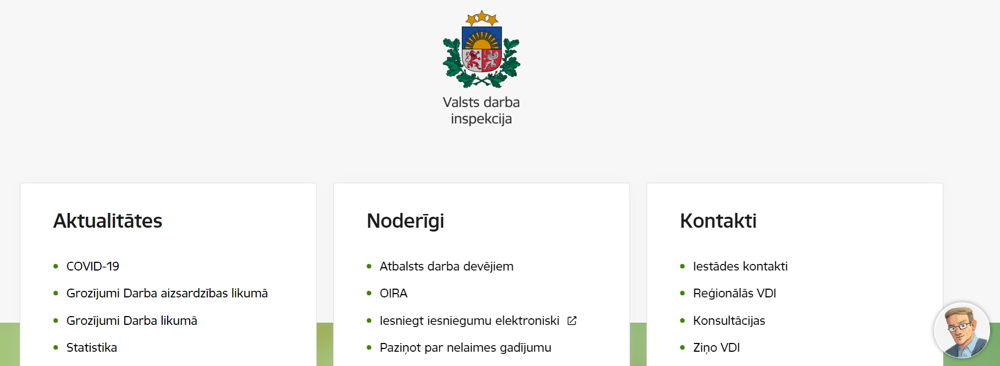 Valsts darba
inspekcija
Aktualitātes
COVID-19
Grozījumi Darba aizsardzības likumā
Grozījumi Darba likumā
Statistika
Noderīgi
Atbalsts darba devējiem
OIRA
Iesniegt iesniegumu elektroniski
Paziņot par nelaimes gadījumu
Kontakti
Iestādes kontakti
Reģionālās VDI
Konsultācijas
Ziņo VDI